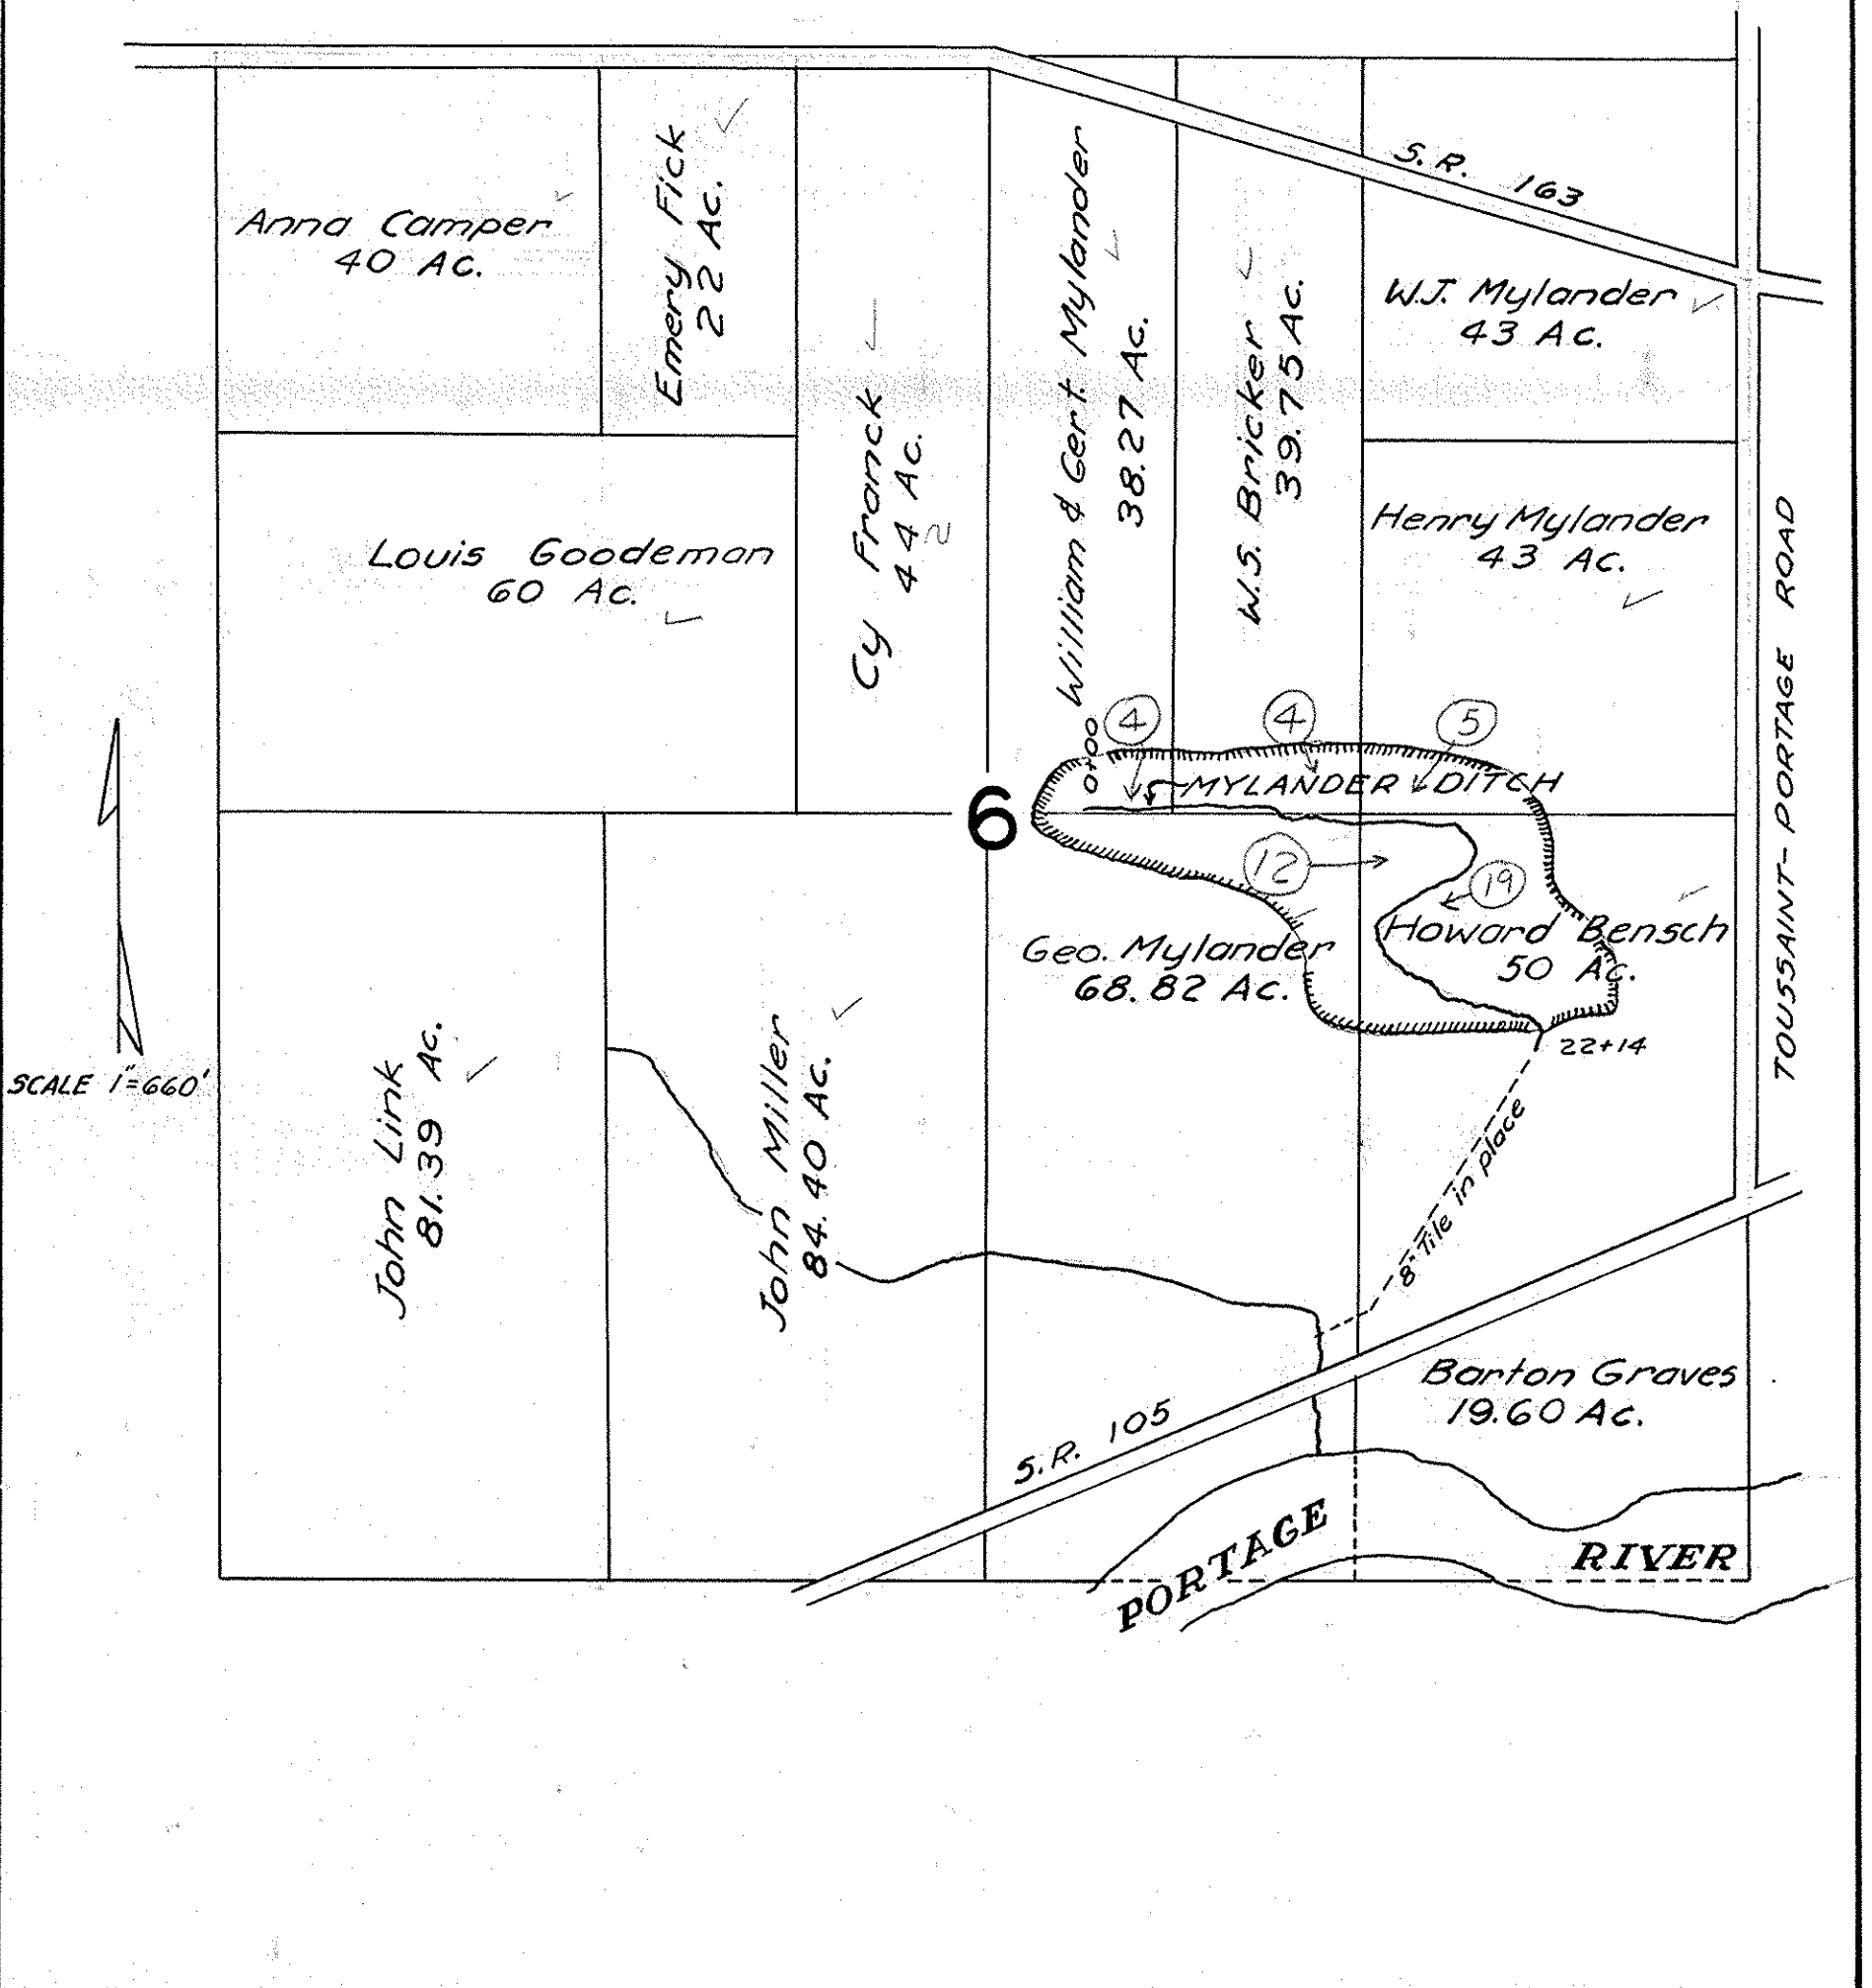 S. R. 163
Anna Camper
40 Ac.
Emery Fick
22 Ac.
Cy Franck
44 Ac.
William & Gert. Mylander
38.27 Ac.
W.S. Bricker
39.75 Ac.
W.J. Mylander
43 Ac.
Louis Goodeman
60 Ac.
Henry Mylander
43 Ac.
TOUSSAINT-PORTAGE ROAD
0+00
4
4
5
MYLANDER DITCH
6
12
19
Geo. Mylander
68.82 Ac.
Howard Bensch
50 Ac.
22+14
SCALE 1"=660'
John Link
81.39 Ac.
John Miller
84.40 Ac.
8" Tile in place
Barton Graves
19.60 Ac.
S.R. 105
PORTAGE RIVER